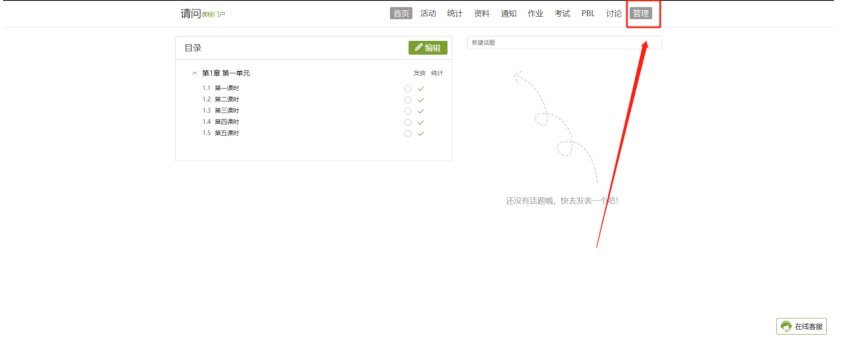 请问课程门户
首页 活动 统计 资料 通知 作业 考试 PBL 讨论 管理
目录
编辑
新建话题
第1章 第一单元
发放 统计
1.1 第一课时
1.2 第二课时
1.3 第三课时
1.4 第四课时
1.5 第五课时
还没有话题哦，快去发表一个吧！
在线客服